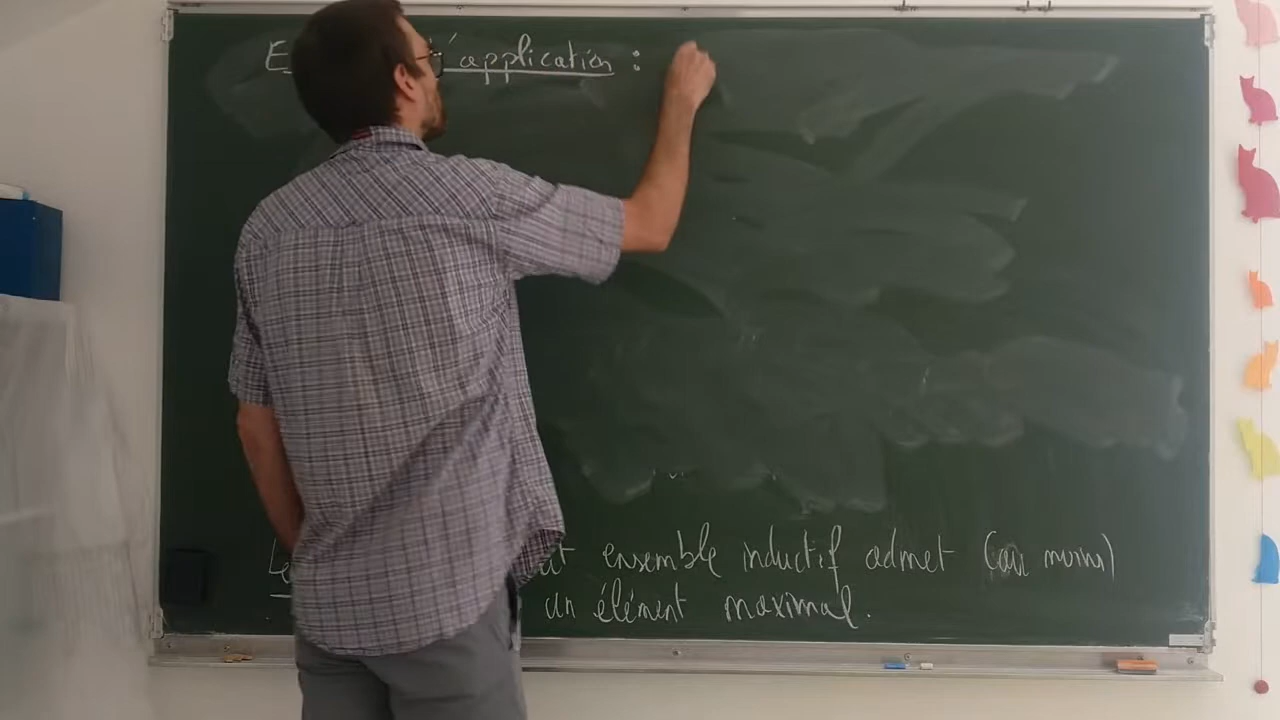 application :
ensemble inductif admet (au moins)
un élément maximal.